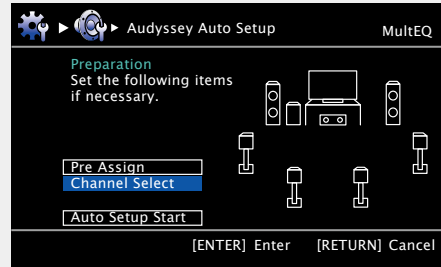 Audyssey Auto Setup
MultEQ
Preparation
Set the following items
if necessary.
Pre Assign
Channel Select
Auto Setup Start
[ENTER] Enter [RETURN] Cancel